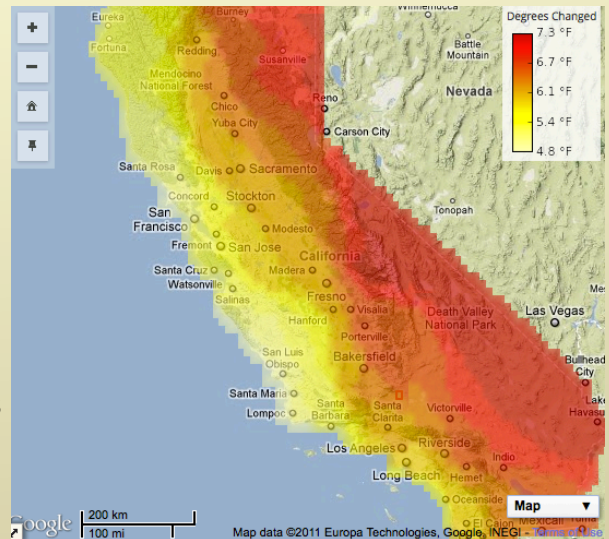 Eureka
Burney
Winnemucca
Degrees Changed
7.3 °F
6.7 °F
6.1 °F
5.4 °F
4.8 °F
+
−
Fortuna
Redding
Susanville
Battle
Mountain
Mendocino
National Forest
Nevada
Chico
Reno
Yuba City
Carson City
Santa Rosa
Davis
Sacramento
Concord
Stockton
Tonopah
San
Francisco
Modesto
Fremont
San Jose
California
Santa Cruz
Madera
Watsonville
Fresno
Salinas
Hanford
Visalia
Death Valley
National Park
Las Vegas
Porterville
San Luis
Obispo
Bakersfield
Bullhead
City
Santa Maria
Lompoc
Santa
Barbara
Santa
Clarita
Victorville
Lake
Havasu
Los Angeles
Riverside
Long Beach
Hemet
Indio
Oceanside
Map ▼
200 km
100 mi
Google
El Cajon
Mexicali
Yuma
Map data ©2011 Europa Technologies, Google, INEGI - Terms of Use